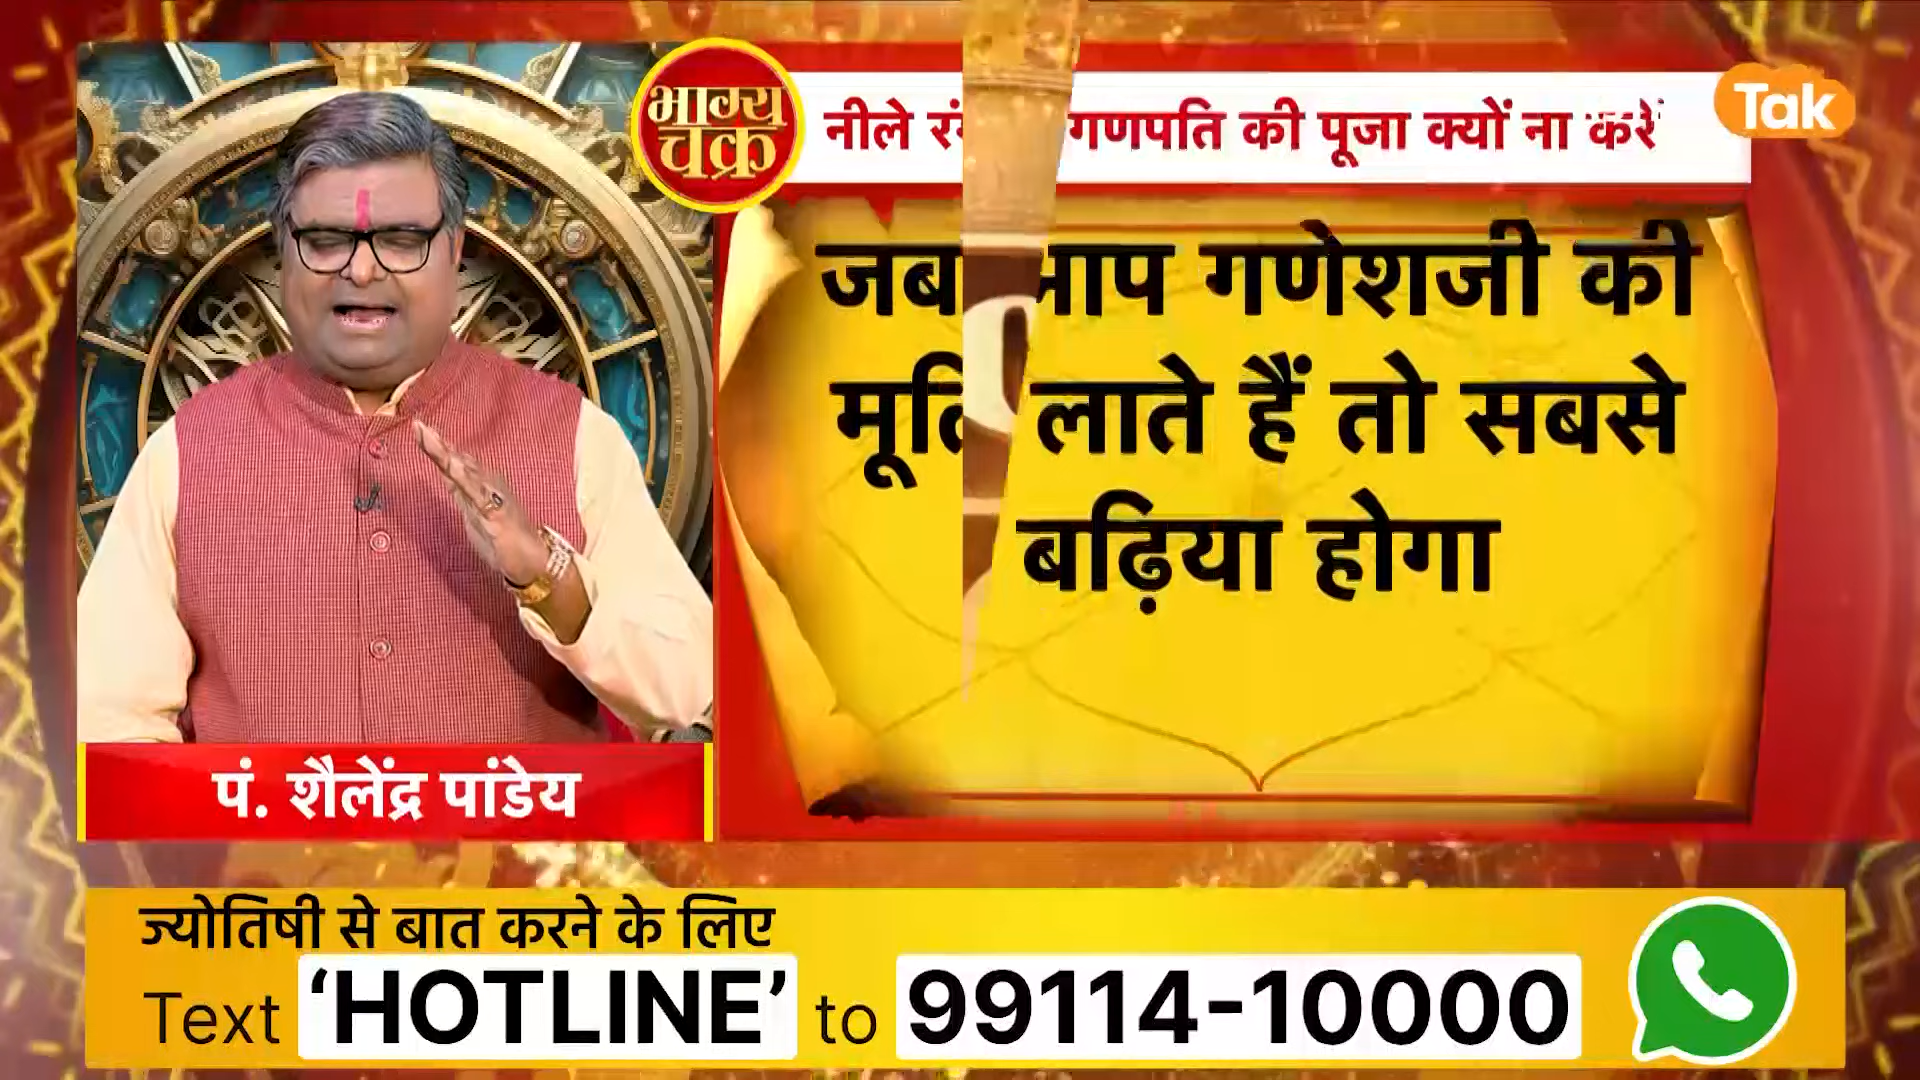 भाग्य
चक्र
नीले गणपति की पूजा क्यों ना करें
Tak
जब आप गणेशजी की
लाते हैं तो सबसे
बढ़िया होगा
पं. शैलेंद्र पांडेय
ज्योतिषी से बात करने के लिए
Text 'HOTLINE' to 99114-10000